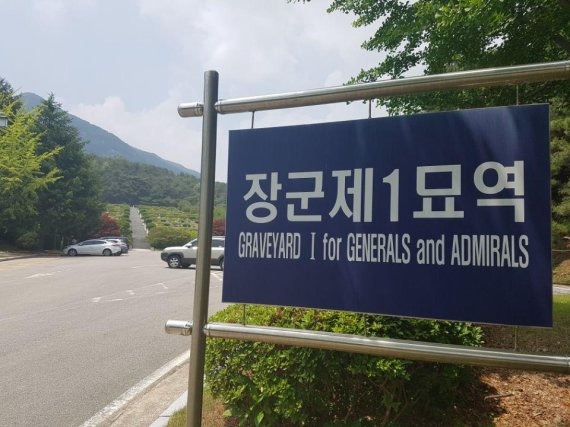 장군제1묘역
GRAVEYARD Ⅰ for GENERALS and ADMIRALS